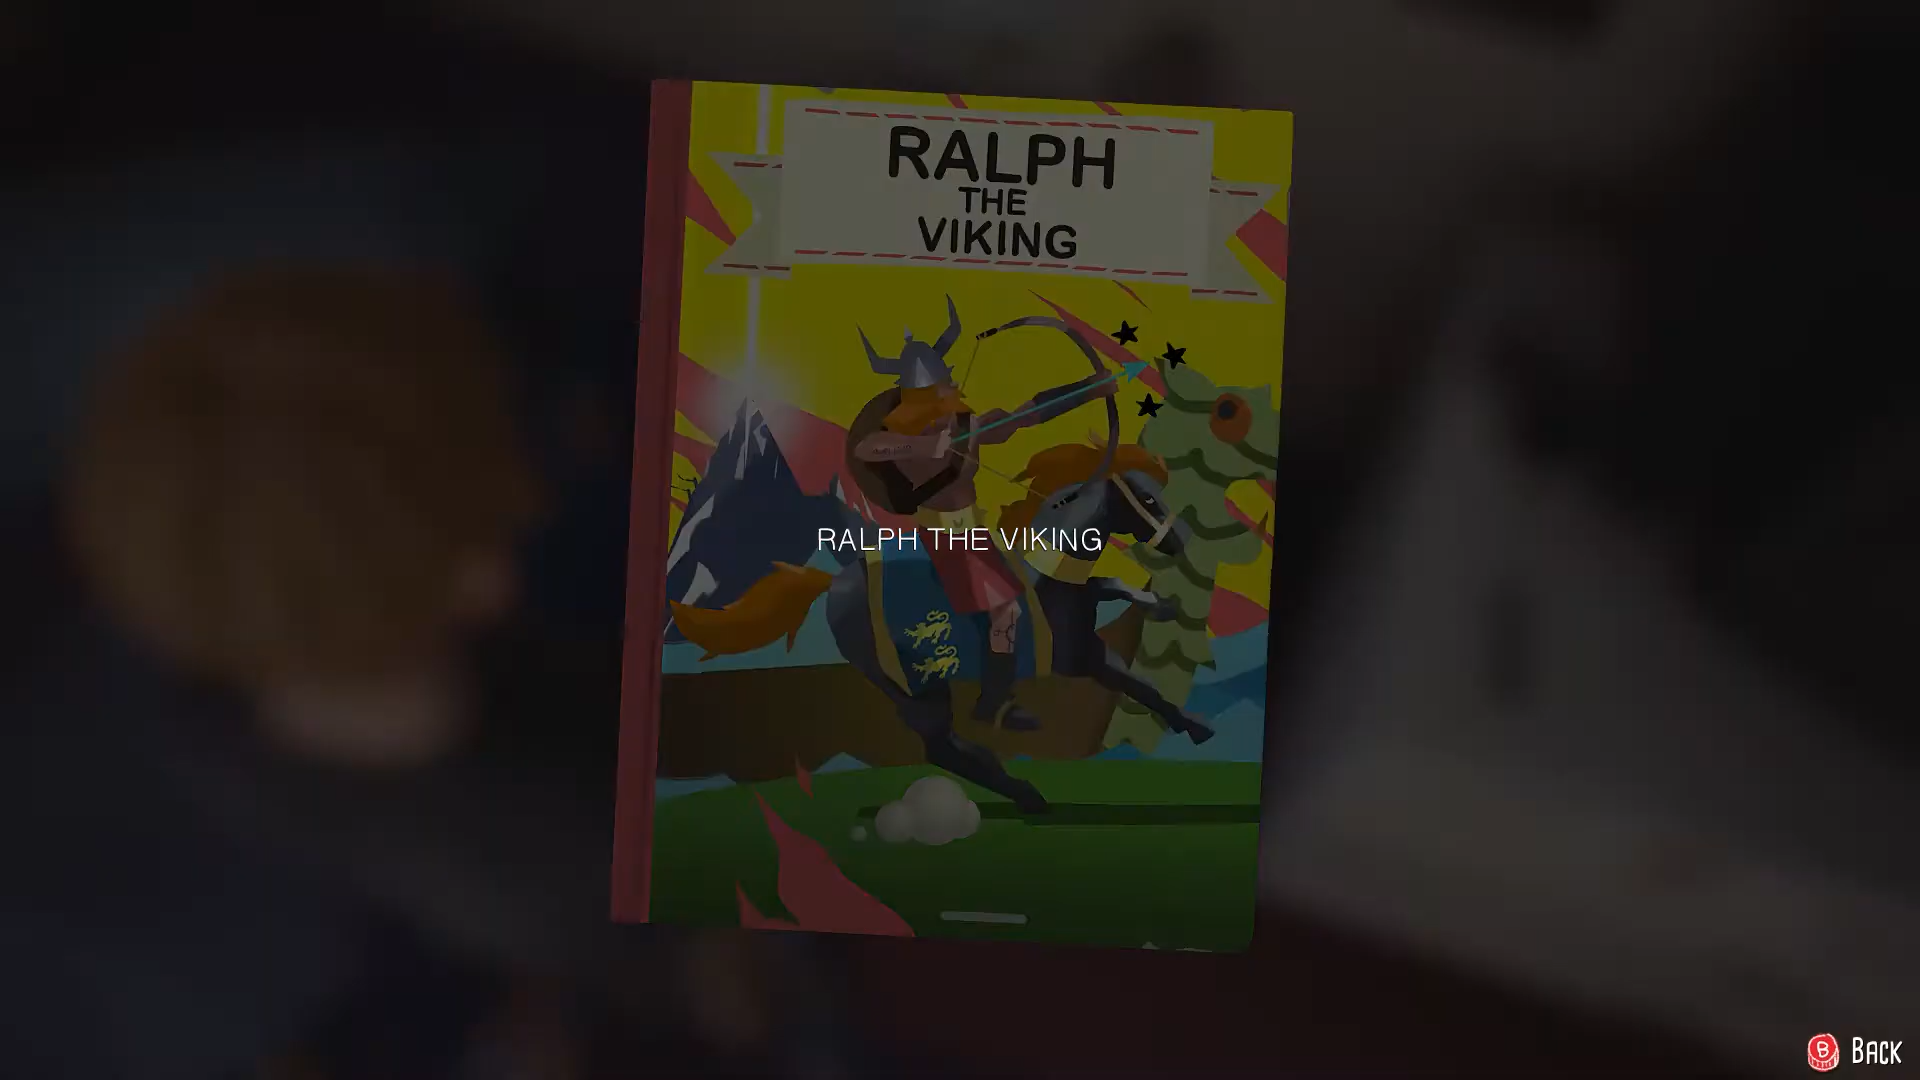 RALPH
THE
VIKING
RALPH THE VIKING
B BACK